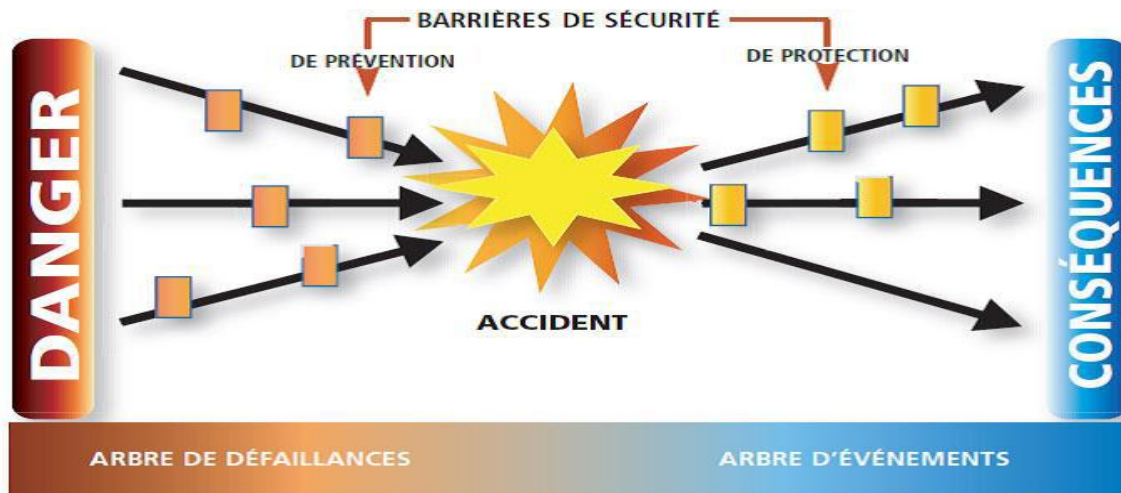 BARRIÈRES DE SÉCURITÉ
DE PRÉVENTION
DE PROTECTION
DANGER
ACCIDENT
CONSÉQUENCES
ARBRE DE DÉFAILLANCES
ARBRE D'ÉVÉNEMENTS